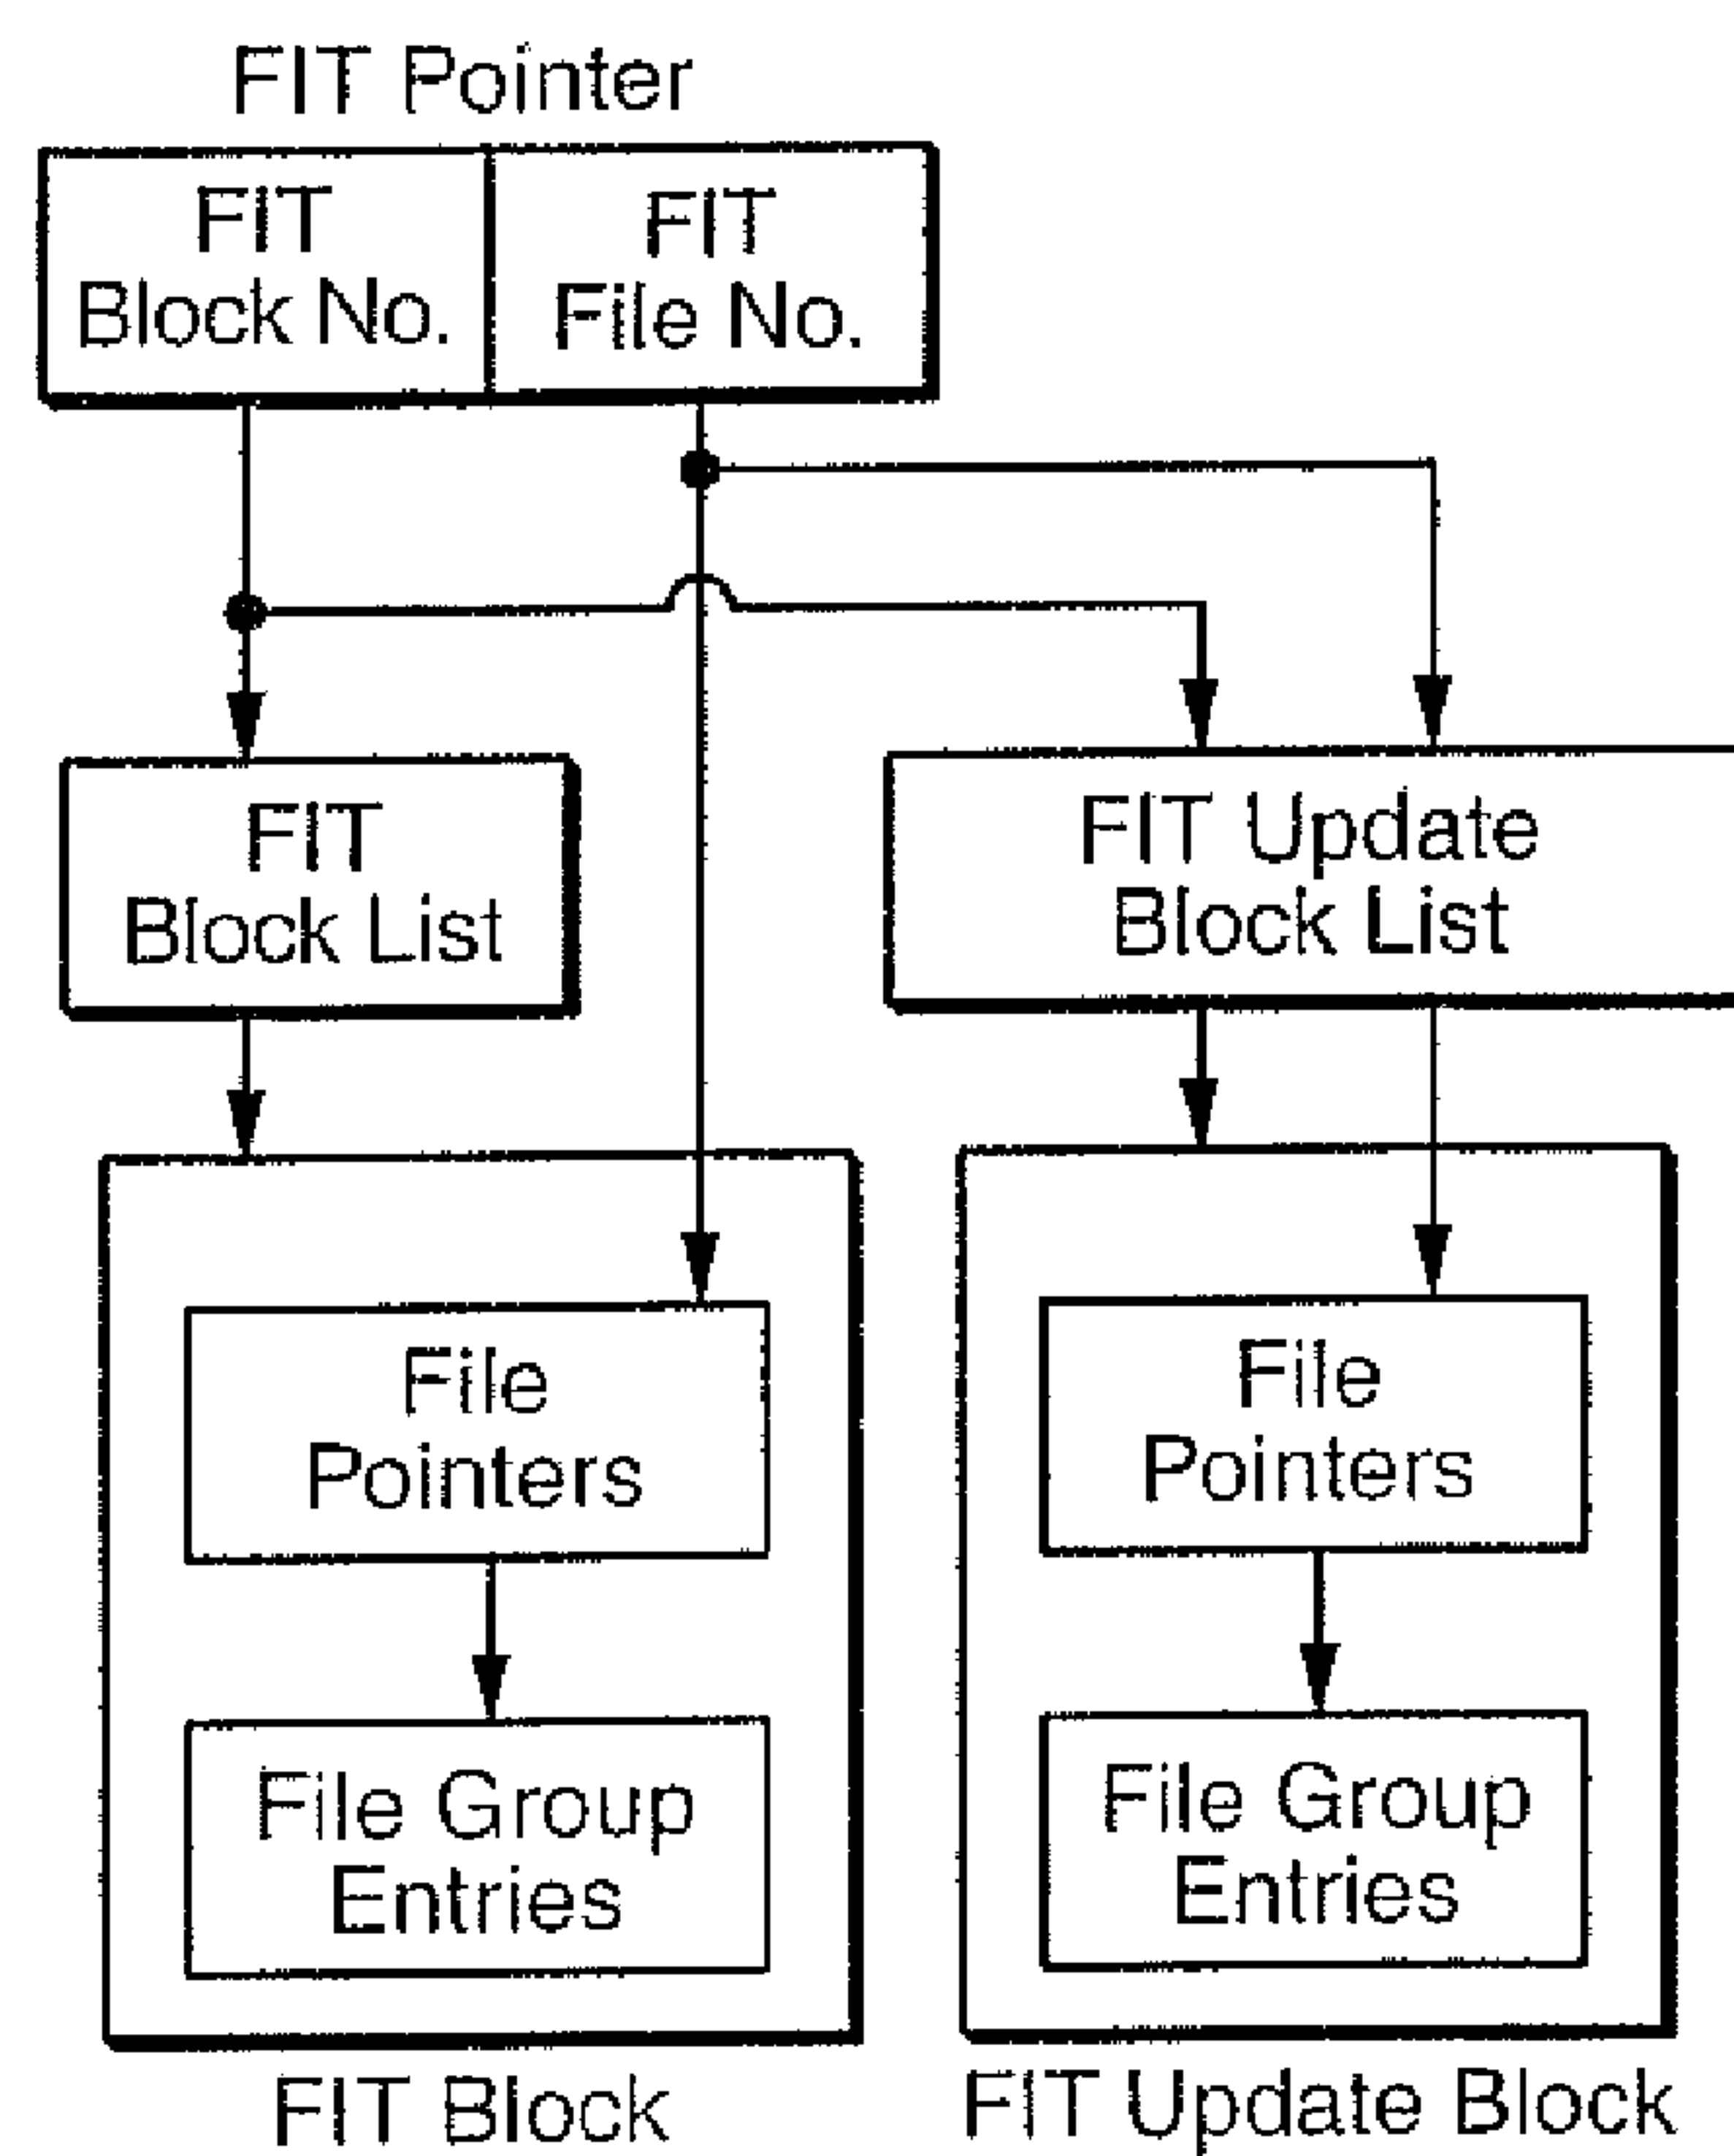 FIT Pointer
FIT
Block No.
FIT
File No.
FIT
Block List
FIT Update
Block List
File
Pointers
File Group
Entries
FIT Block
File
Pointers
File Group
Entries
FIT Update Block